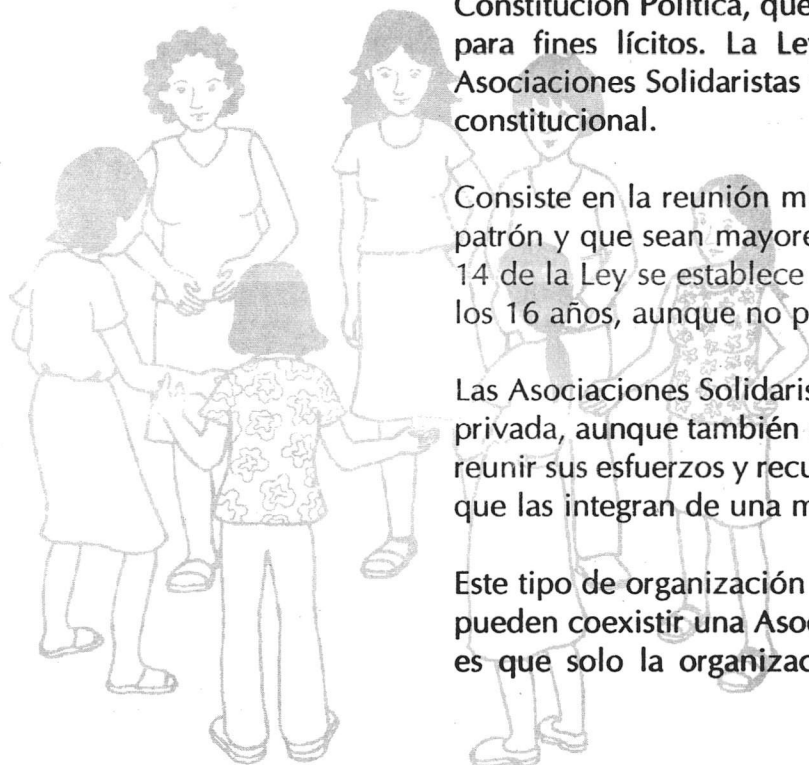 Constitución Política, que
para fines lícitos. La Ley
Asociaciones Solidaristas
constitucional.
Consiste en la reunión m
patrón y que sean mayore
14 de la Ley se establece
los 16 años, aunque no p
Las Asociaciones Solidaris
privada, aunque también
reunir sus esfuerzos y recu
que las integran de una m
Este tipo de organización
pueden coexistir una Aso
es que solo la organizac